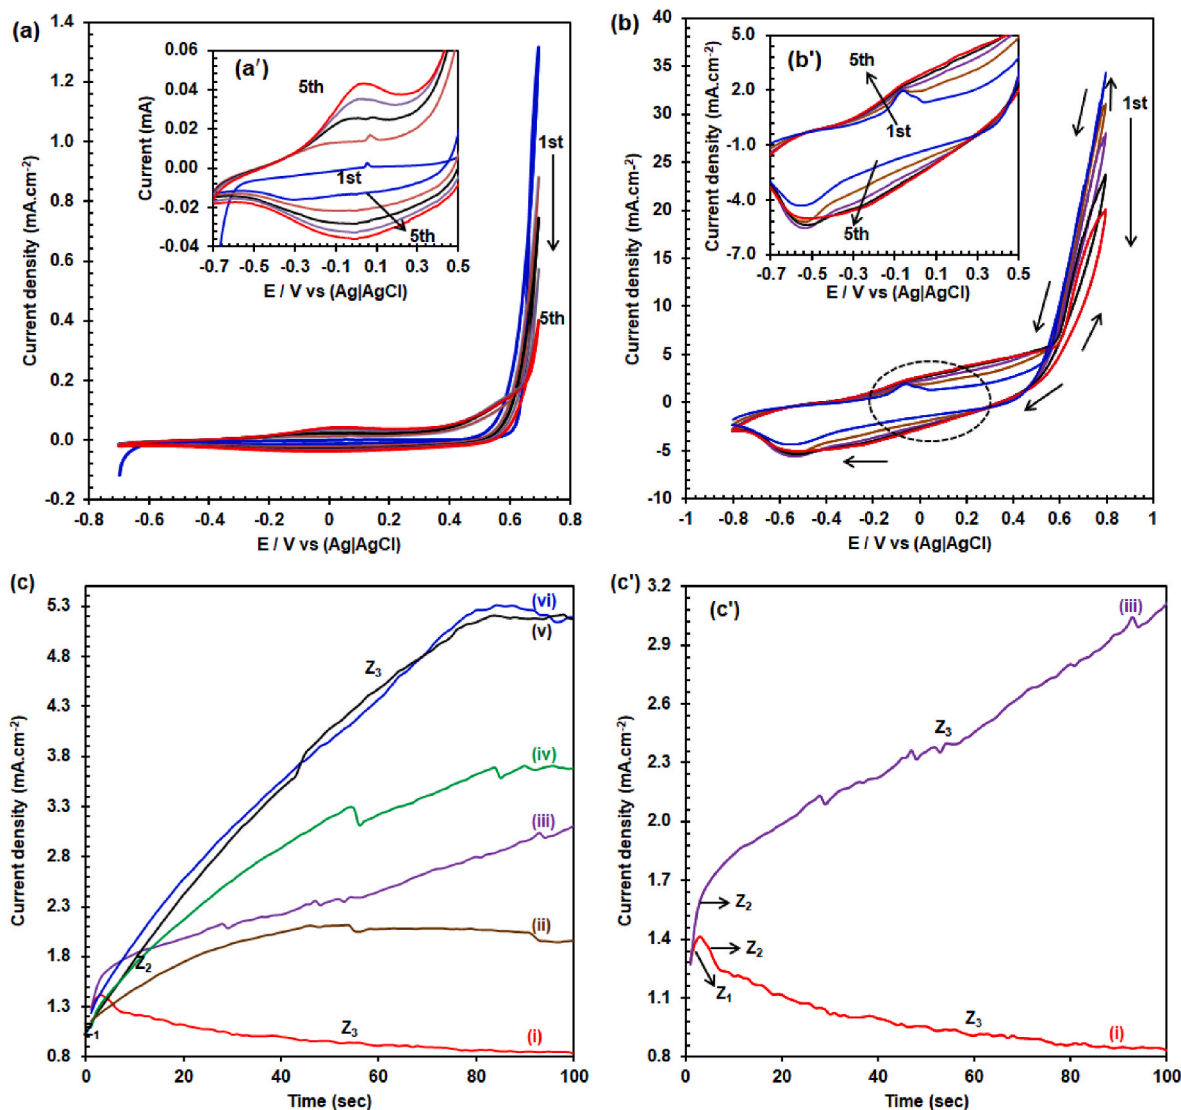 (a)
Current density (mA.cm-2)
1.4
1.2
1.0
0.8
0.6
0.4
0.2
0.0
-0.2
-0.8 -0.6 -0.4 -0.2 0 0.2 0.4 0.6 0.8
E / V vs (Ag|AgCl)
1st
5th
(a′)
Current (mA)
0.06
0.04
0.02
0.00
-0.02
-0.04
-0.7 -0.5 -0.3 -0.1 0.1 0.3 0.5
E / V vs (Ag|AgCl)
5th
1st
5th
(b)
Current density (mA.cm-2)
40
35
30
25
20
15
10
5
0
-5
-10
-1 -0.8 -0.6 -0.4 -0.2 0 0.2 0.4 0.6 0.8 1
E / V vs (Ag|AgCl)
1st
(b')
Current density (mA.cm-2)
5.0
2.0
-1.0
-4.0
-7.0
-0.7 -0.5 -0.3 -0.1 0.1 0.3 0.5
E / V vs (Ag|AgCl)
5th
1st
5th
(c)
Current density (mA.cm-2)
5.3
4.8
4.3
3.8
3.3
2.8
2.3
1.8
1.3
0.8
0 20 40 60 80 100
Time (sec)
(vi)
(v)
Z3
(iv)
(iii)
(ii)
Z2
Z1
Z3
(i)
(c')
Current density (mA.cm-2)
3.2
2.9
2.6
2.3
2.0
1.7
1.4
1.1
0.8
0 20 40 60 80 100
Time (sec)
(iii)
Z3
Z2
Z2
Z1
Z3
(i)